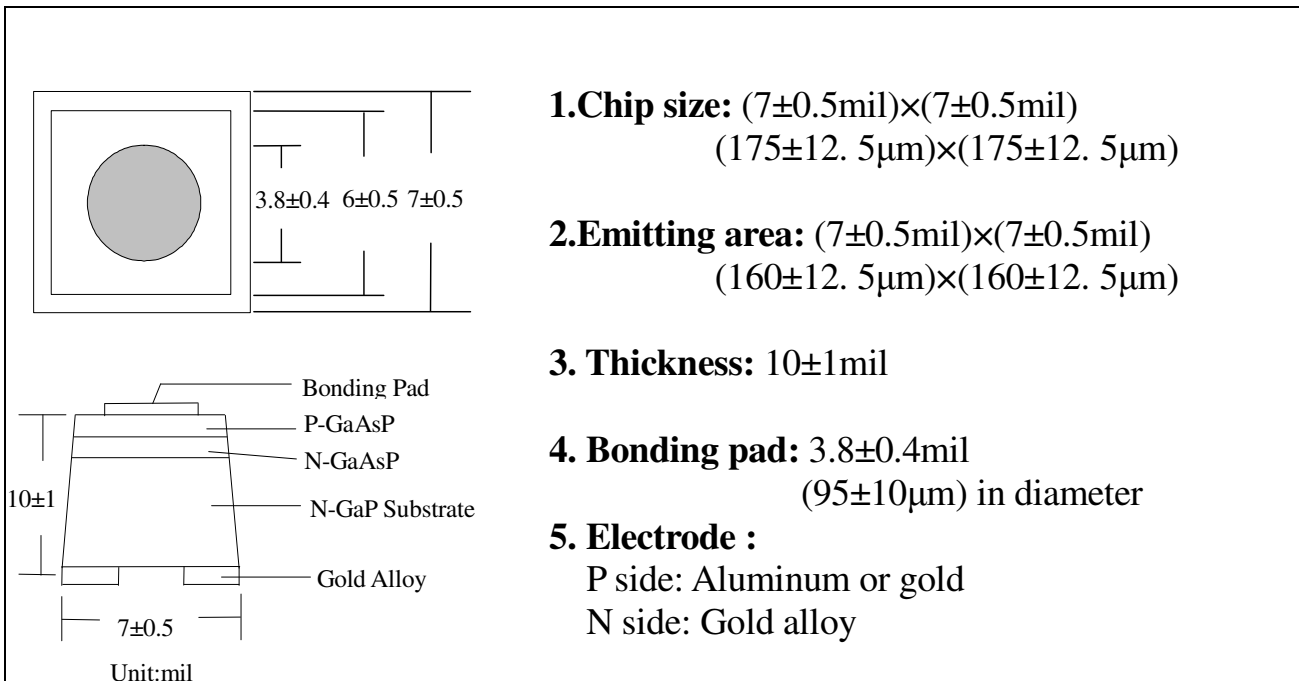 3.8±0.4 6±0.5 7±0.5
Bonding Pad
P-GaAsP
N-GaAsP
10±1
N-GaP Substrate
Gold Alloy
7±0.5
Unit:mil
1.Chip size: (7±0.5mil)×(7±0.5mil)
(175±12. 5μm)×(175±12. 5μm)
2.Emitting area: (7±0.5mil)×(7±0.5mil)
(160±12. 5μm)×(160±12. 5μm)
3. Thickness: 10±1mil
4. Bonding pad: 3.8±0.4mil
(95±10μm) in diameter
5. Electrode :
P side: Aluminum or gold
N side: Gold alloy